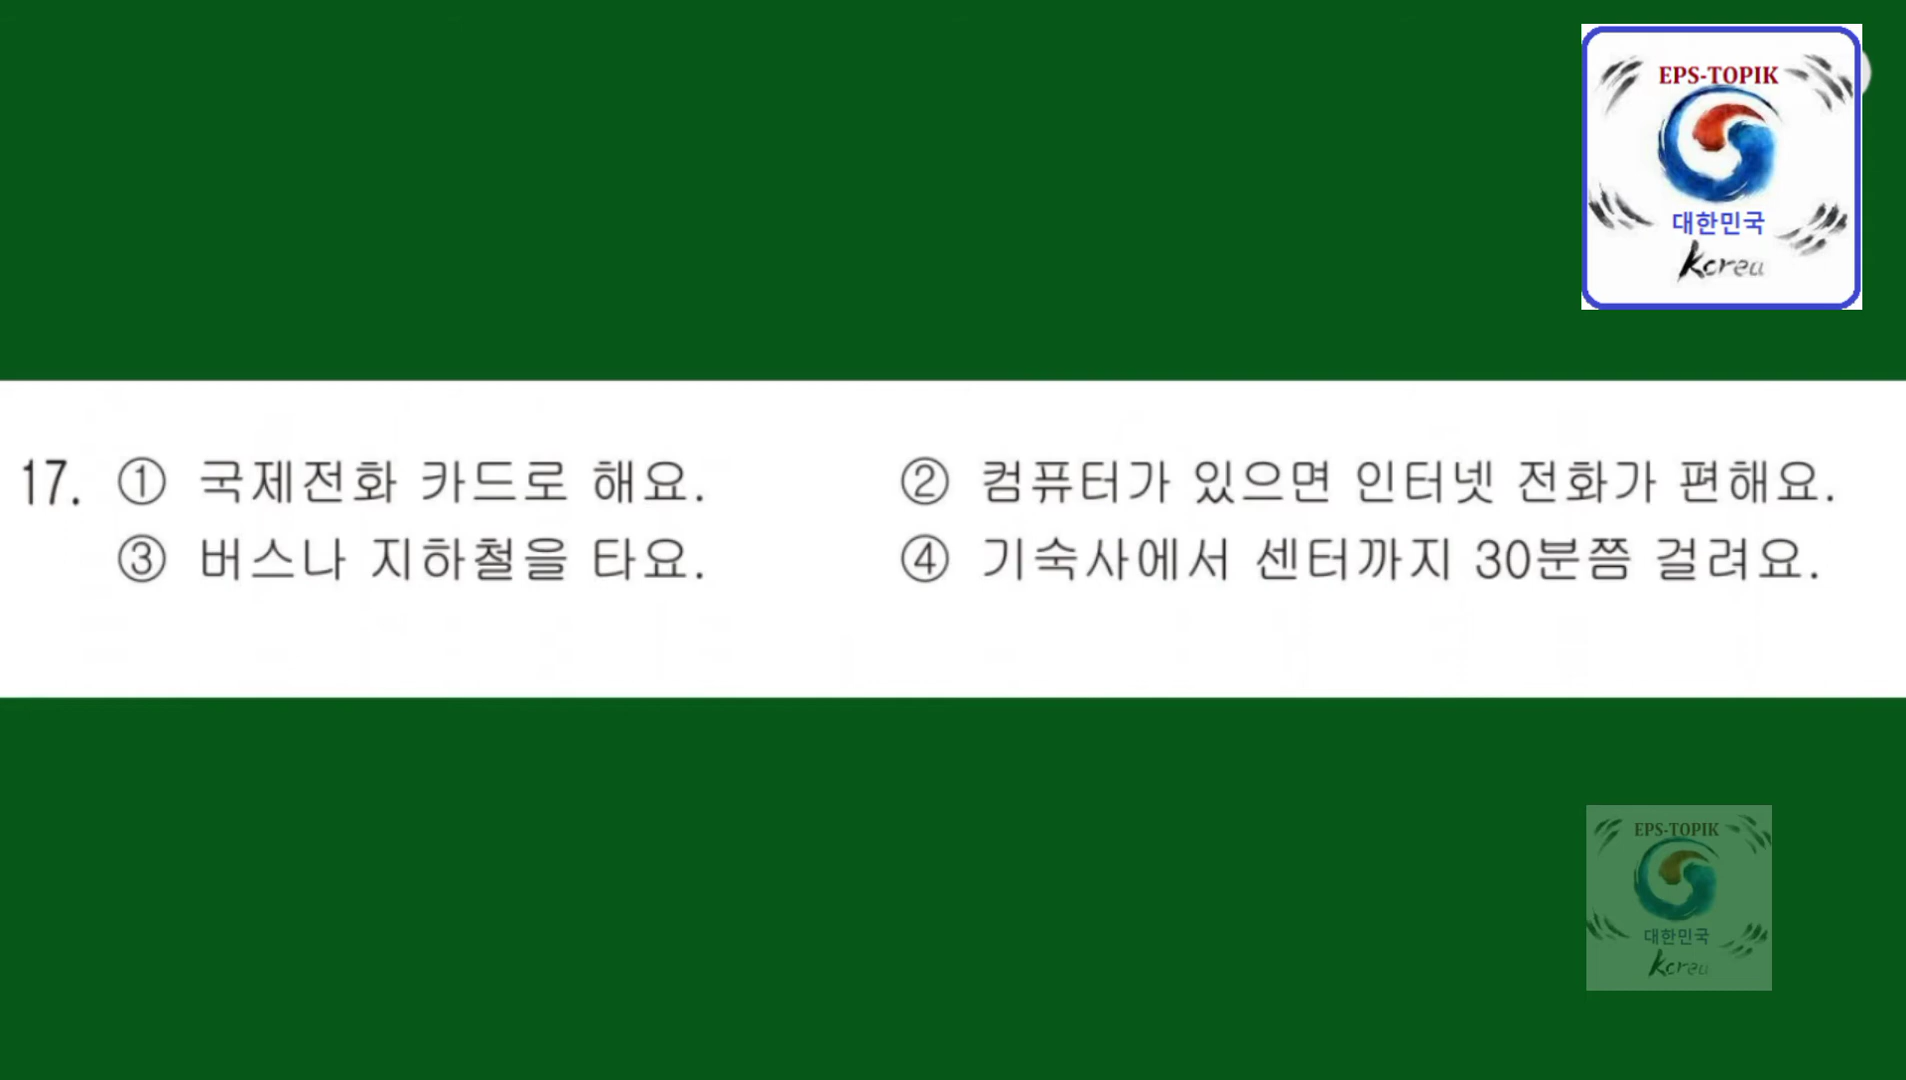 EPS-TOPIK
대한민국
Korea
17. ① 국제전화 카드로 해요. ② 컴퓨터가 있으면 인터넷 전화가 편해요.
③ 버스나 지하철을 타요. ④ 기숙사에서 센터까지 30분쯤 걸려요.
EPS-TOPIK
대한민국
Korea